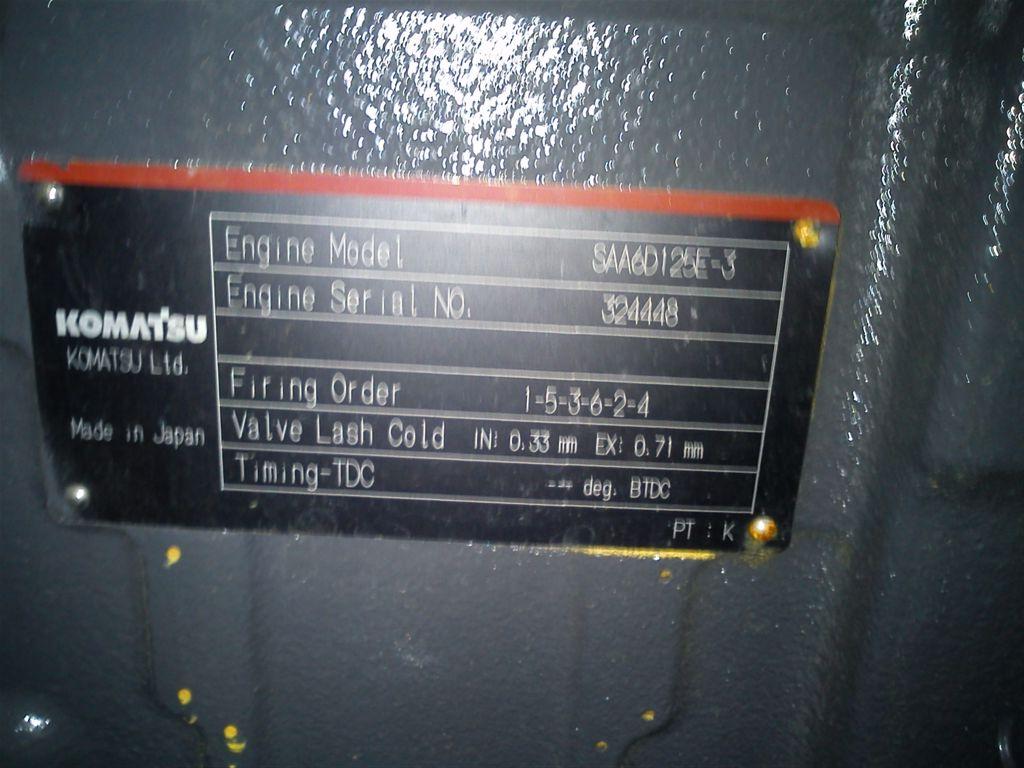 Engine Model SAA6D125E-3
Engine Serial NO. 324448
KOMATSU
KOMATSU Ltd.
Firing Order 1-5-3-6-2-4
Made in Japan
Valve Lash Cold IN: 0.33 mm EX: 0.71 mm
Timing-TDC --- deg. BTDC
PT : K